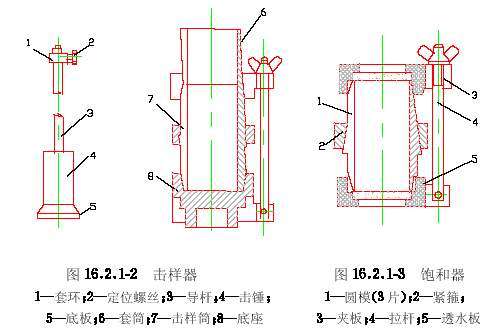 1
2
3
4
5
6
7
8
1
2
3
4
5
图 16.2.1-2 击样器
1—套环;2—定位螺丝;3—导杆;4—击锤;
5—底板;6—套筒;7—击样筒;8—底座
图 16.2.1-3 饱和器
1—圆模(3片);2—紧箍;
3—夹板;4—拉杆;5—透水板